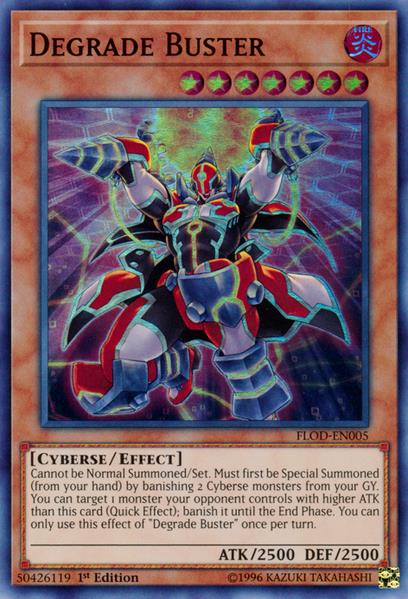 DEGRADE BUSTER
FIRE
炎
FLOD-EN005
[CYBERSE/EFFECT]
Cannot be Normal Summoned/Set. Must first be Special Summoned
(from your hand) by banishing 2 Cyberse monsters from your GY.
You can target 1 monster your opponent controls with higher ATK
than this card (Quick Effect); banish it until the End Phase. You can
only use this effect of "Degrade Buster" once per turn.
ATK/2500 DEF/2500
50426119 1st Edition ©1996 KAZUKI TAKAHASHI